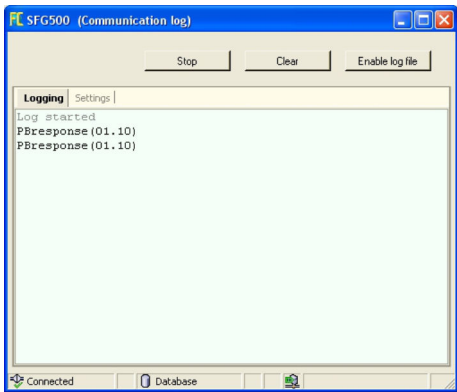 FC SFG500 (Communication log)
Stop Clear Enable log file
Logging Settings
Log started
PBresponse(01.10)
PBresponse(01.10)
Connected Database